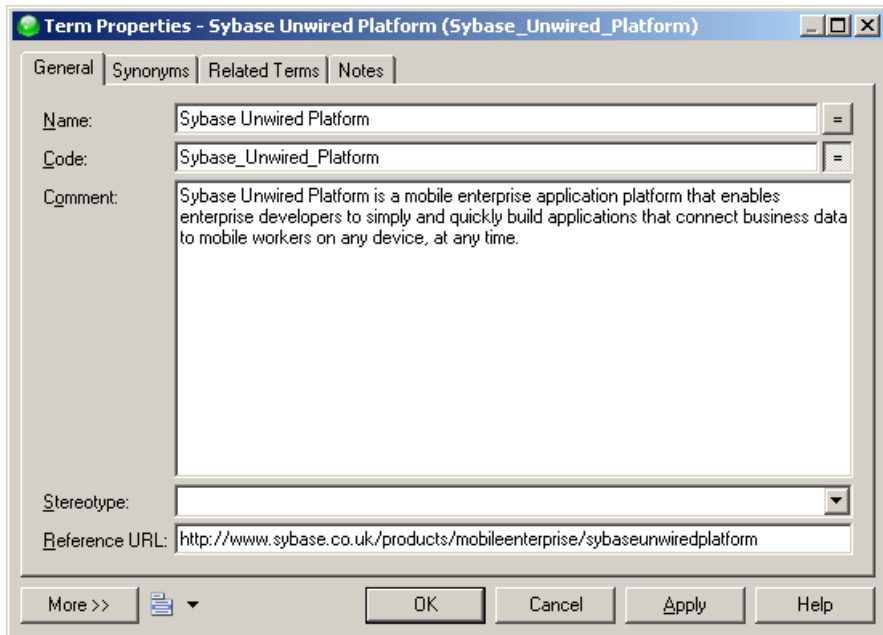 Term Properties - Sybase Unwired Platform (Sybase_Unwired_Platform)
General Synonyms Related Terms Notes
Name: Sybase Unwired Platform =
Code: Sybase_Unwired_Platform =
Comment: Sybase Unwired Platform is a mobile enterprise application platform that enables
enterprise developers to simply and quickly build applications that connect business data
to mobile workers on any device, at any time.
Stereotype:
Reference URL: http://www.sybase.co.uk/products/mobileenterprise/sybaseunwiredplatform
More >> OK Cancel Apply Help